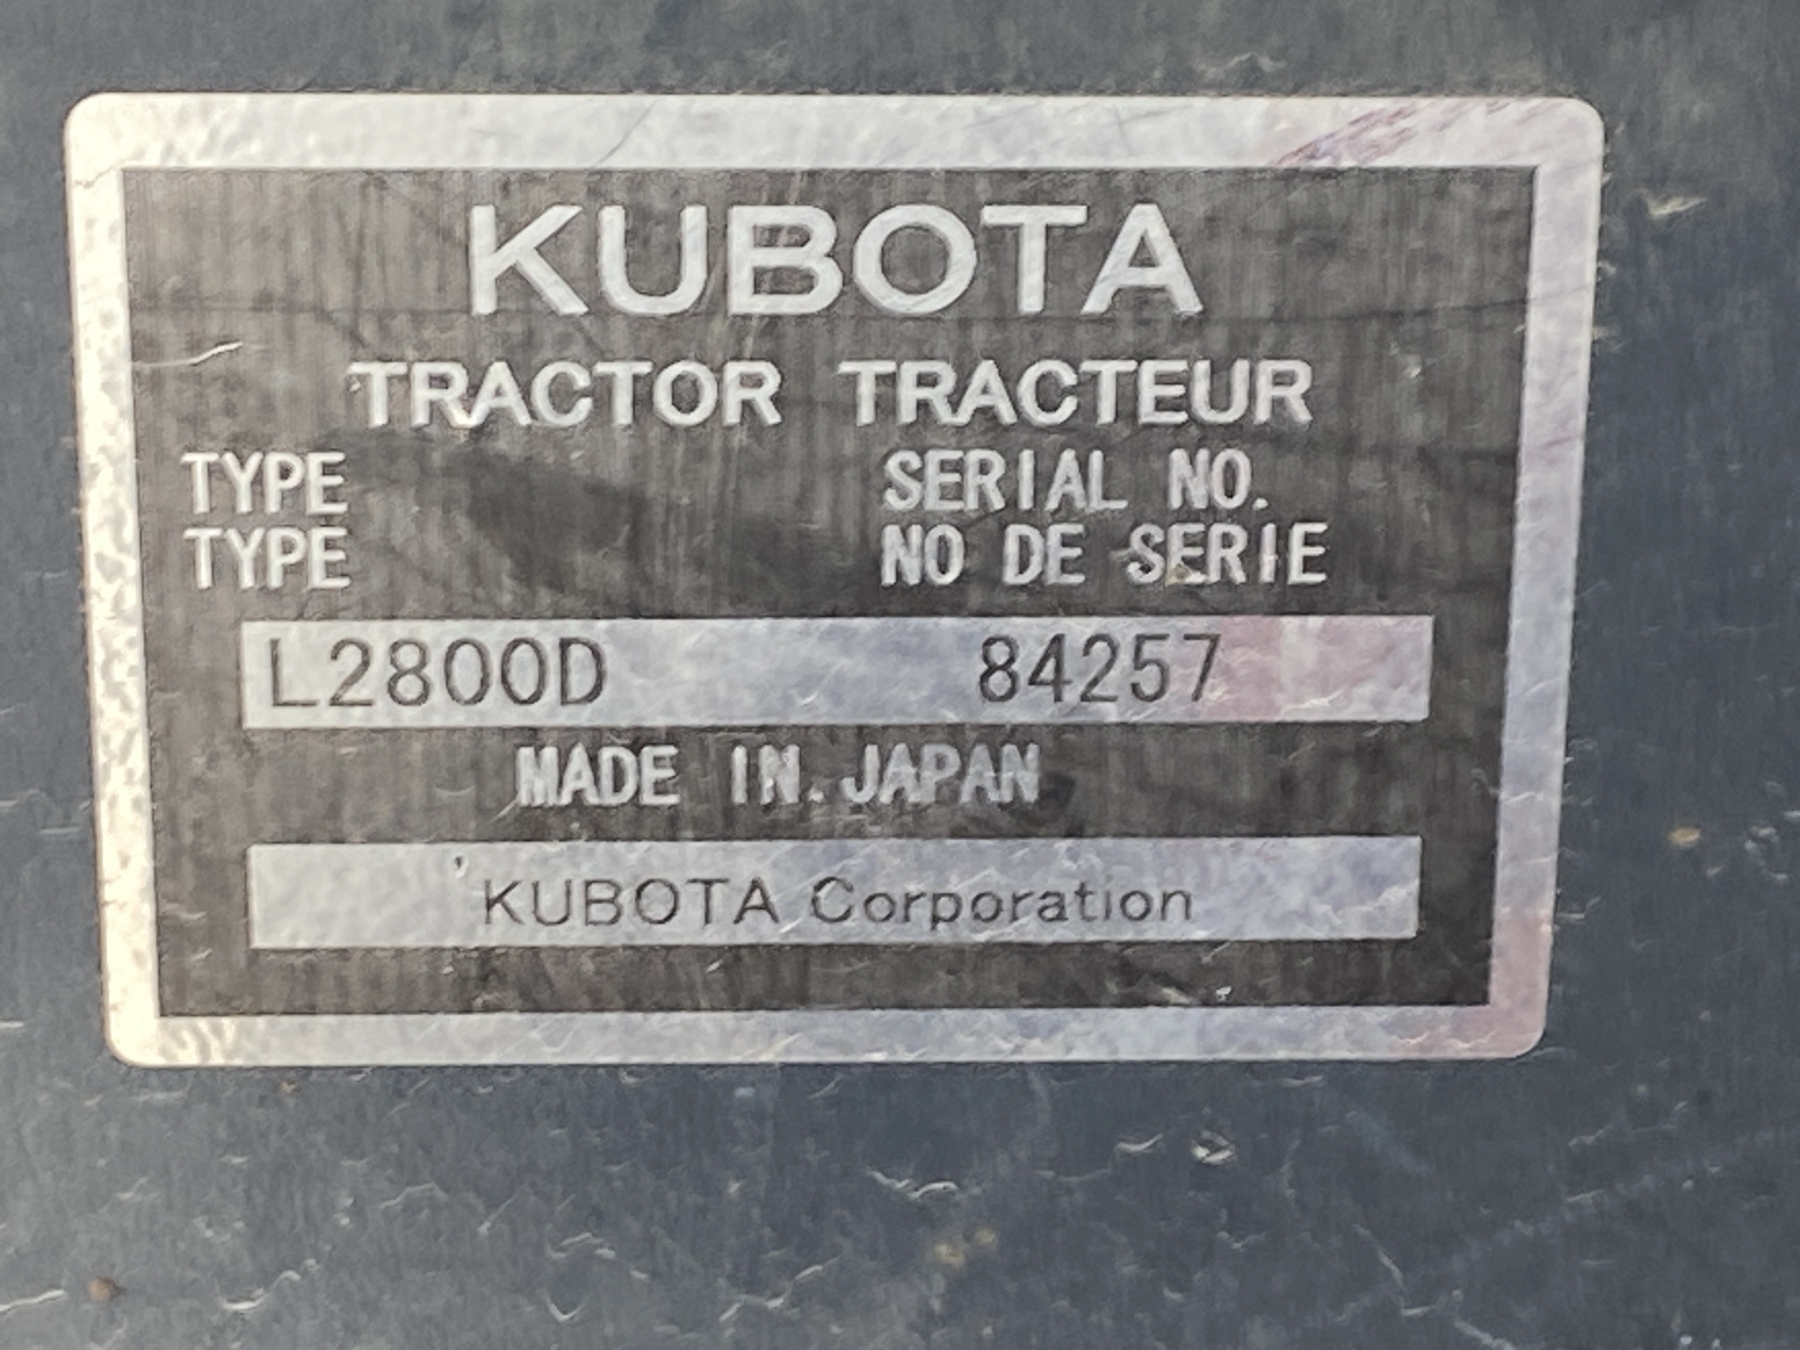 KUBOTA
TRACTOR TRACTEUR
TYPE SERIAL NO.
TYPE NO DE SERIE
L2800D 84257
MADE IN JAPAN
KUBOTA Corporation